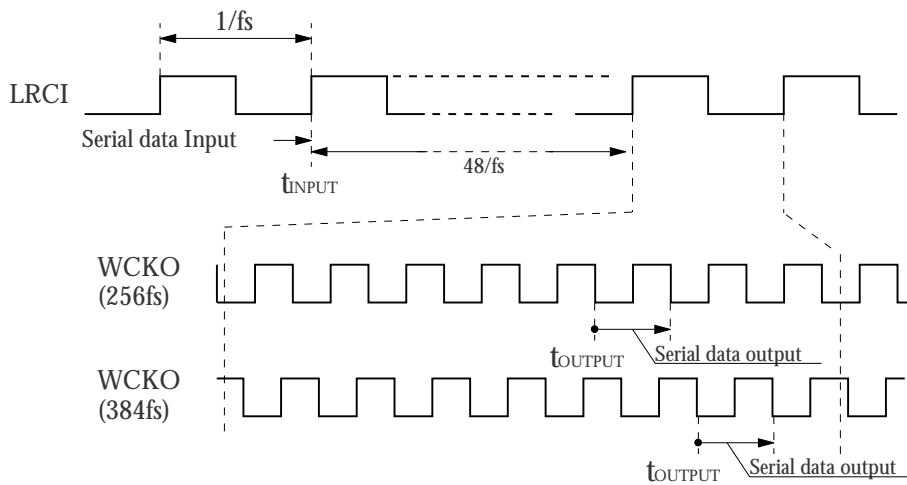 1/fs
LRCI
Serial data Input
48/fs
tINPUT
WCKO
(256fs)
tOUTPUT
Serial data output
WCKO
(384fs)
tOUTPUT
Serial data output